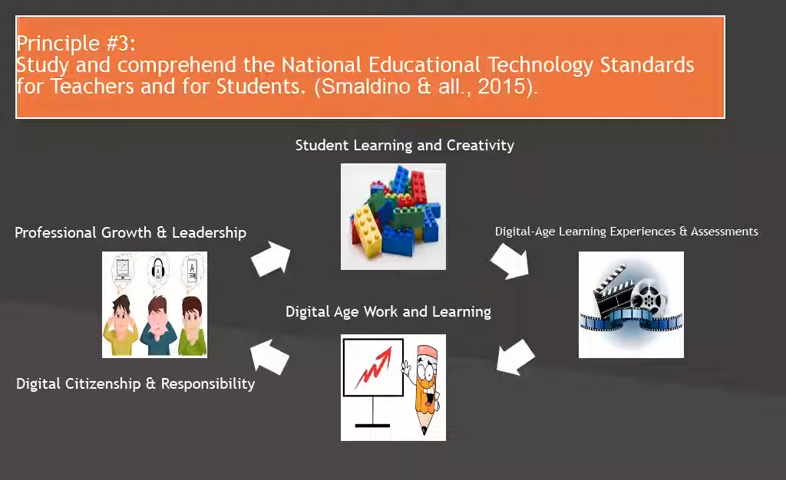 Principle #3:
Study and comprehend the National Educational Technology Standards
for Teachers and for Students. (Smaldino & all., 2015).
Student Learning and Creativity
Professional Growth & Leadership
Digital-Age Learning Experiences & Assessments
A
Digital Age Work and Learning
Digital Citizenship & Responsibility